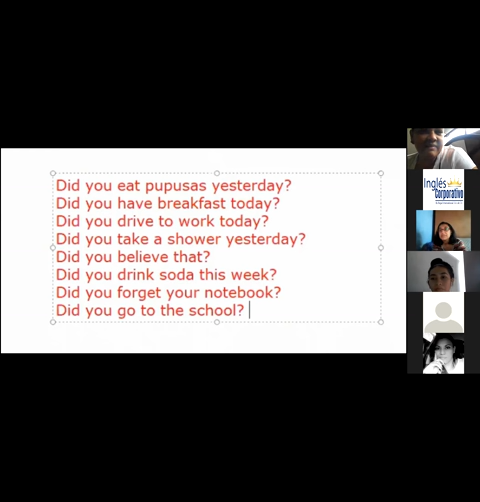 Did you eat pupusas yesterday?
Did you have breakfast today?
Did you drive to work today?
Did you take a shower yesterday?
Did you believe that?
Did you drink soda this week?
Did you forget your notebook?
Did you go to the school?
Inglés
Corporativo